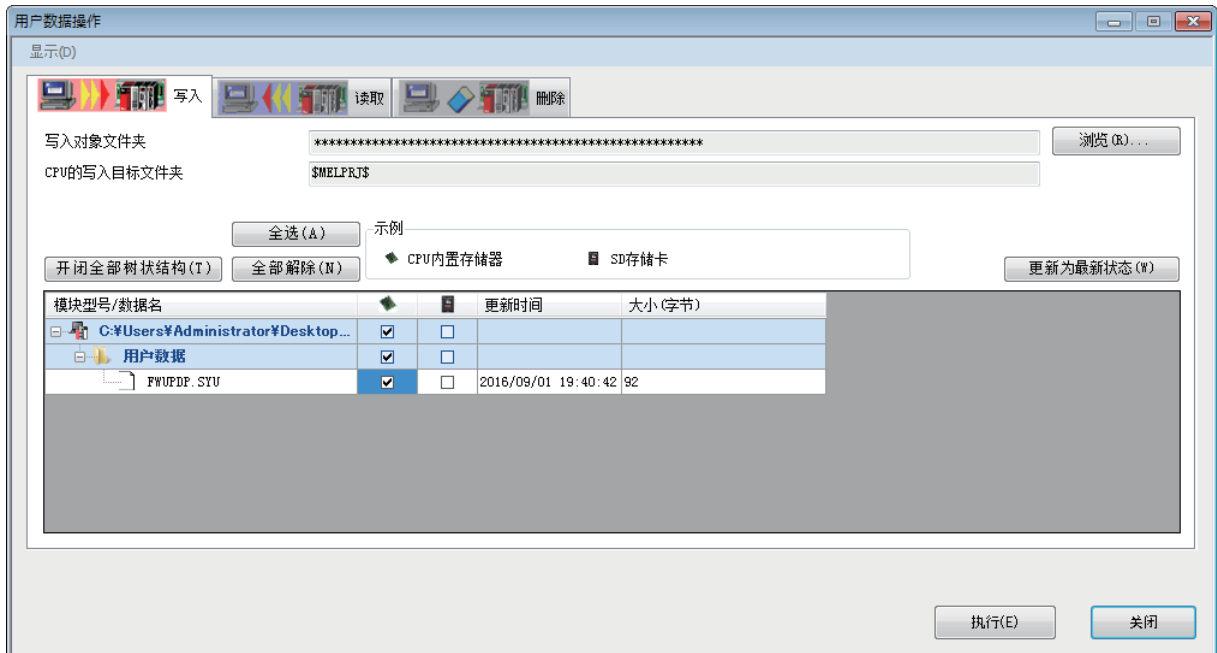 用户数据操作
显示(D)
写入 读取 删除
写入对象文件夹 ****************************************************** 浏览(R)...
CPU的写入目标文件夹 $MELPRJ$
全选(A) 示例
开闭全部树状结构(T) 全部解除(N) CPU内置存储器 SD存储卡 更新为最新状态(W)
模块型号/数据名 更新时间 大小(字节)
C:¥Users¥Administrator¥Desktop...
用户数据
FWUPDP.SYU 2016/09/01 19:40:42 92
执行(E) 关闭